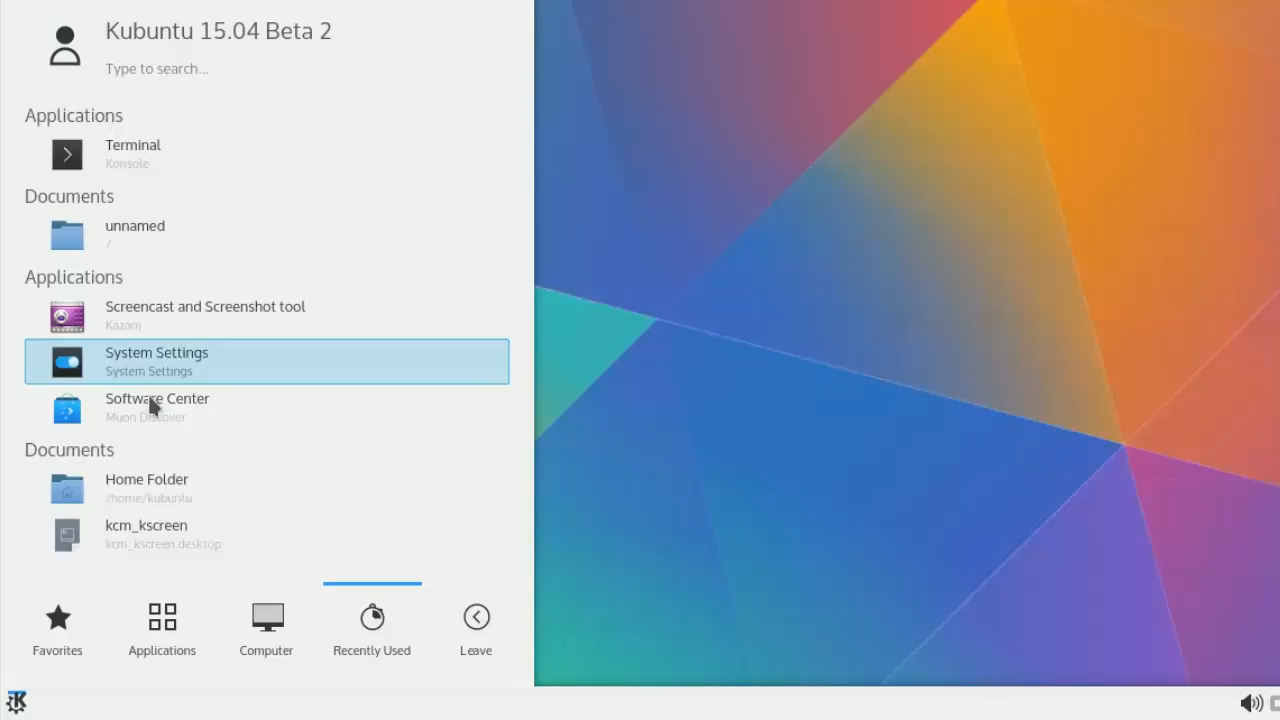 Kubuntu 15.04 Beta 2
Type to search...
Applications
Terminal
Konsole
Documents
unnamed
/
Applications
Screencast and Screenshot tool
Kazam
System Settings
System Settings
Software Center
Muon Discover
Documents
Home Folder
/home/kubuntu
kcm_kscreen
kcm_kscreen.desktop
Favorites Applications Computer Recently Used Leave